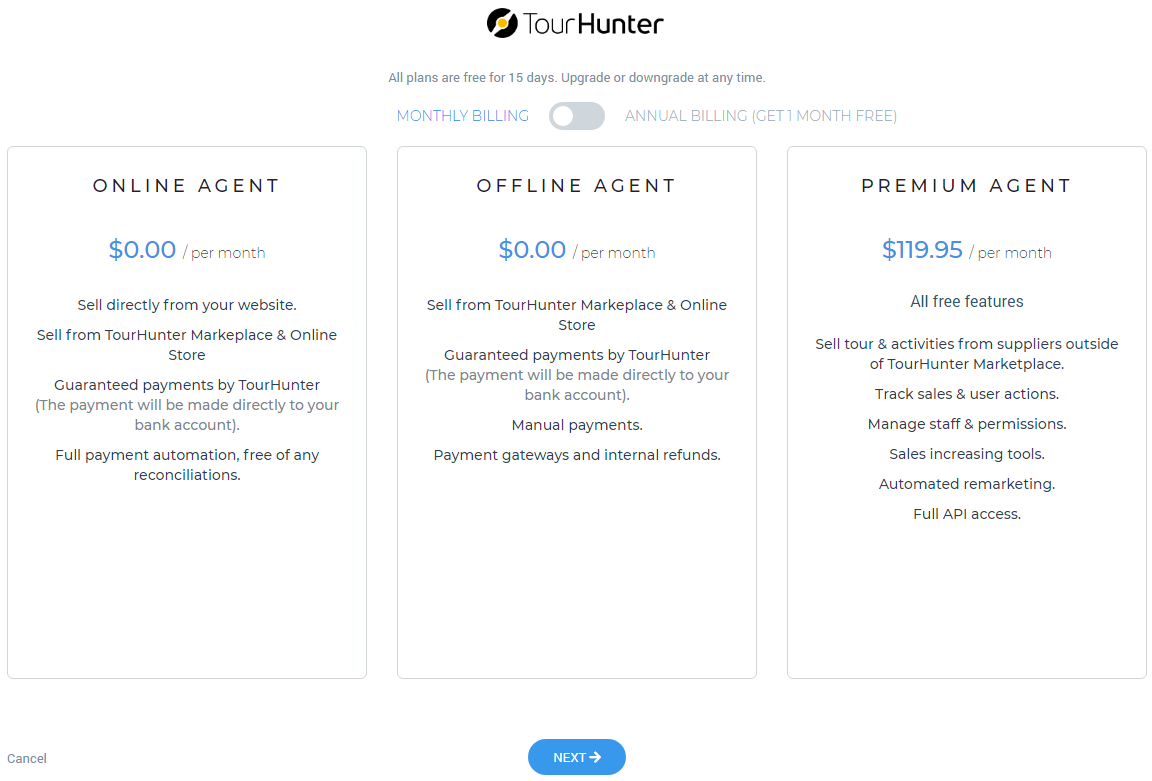 TourHunter
All plans are free for 15 days. Upgrade or downgrade at any time.
MONTHLY BILLING
ANNUAL BILLING (GET 1 MONTH FREE)
ONLINE AGENT
$0.00 / per month
Sell directly from your website.
Sell from TourHunter Markeplace & Online
Store
Guaranteed payments by TourHunter
(The payment will be made directly to your
bank account).
Full payment automation, free of any
reconciliations.
OFFLINE AGENT
$0.00 / per month
Sell from TourHunter Markeplace & Online
Store
Guaranteed payments by TourHunter
(The payment will be made directly to your
bank account).
Manual payments.
Payment gateways and internal refunds.
PREMIUM AGENT
$119.95 / per month
All free features
Sell tour & activities from suppliers outside
of TourHunter Marketplace.
Track sales & user actions.
Manage staff & permissions.
Sales increasing tools.
Automated remarketing.
Full API access.
Cancel
NEXT